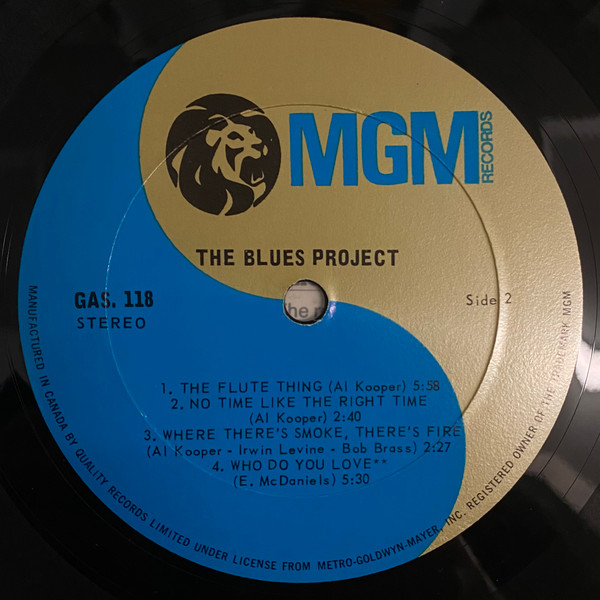 MGM
RECORDS
THE BLUES PROJECT
GAS. 118
STEREO
Side 2
1. THE FLUTE THING (Al Kooper) 5:58
2. NO TIME LIKE THE RIGHT TIME
(Al Kooper) 2:40
3. WHERE THERE'S SMOKE, THERE'S FIRE
(Al Kooper - Irwin Levine - Bob Brass) 2:27
4. WHO DO YOU LOVE**
(E. McDaniels) 5:30
MANUFACTURED IN CANADA BY QUALITY RECORDS LIMITED UNDER LICENSE FROM METRO-GOLDWYN-MAYER, INC. REGISTERED OWNER OF THE TRADEMARK MGM